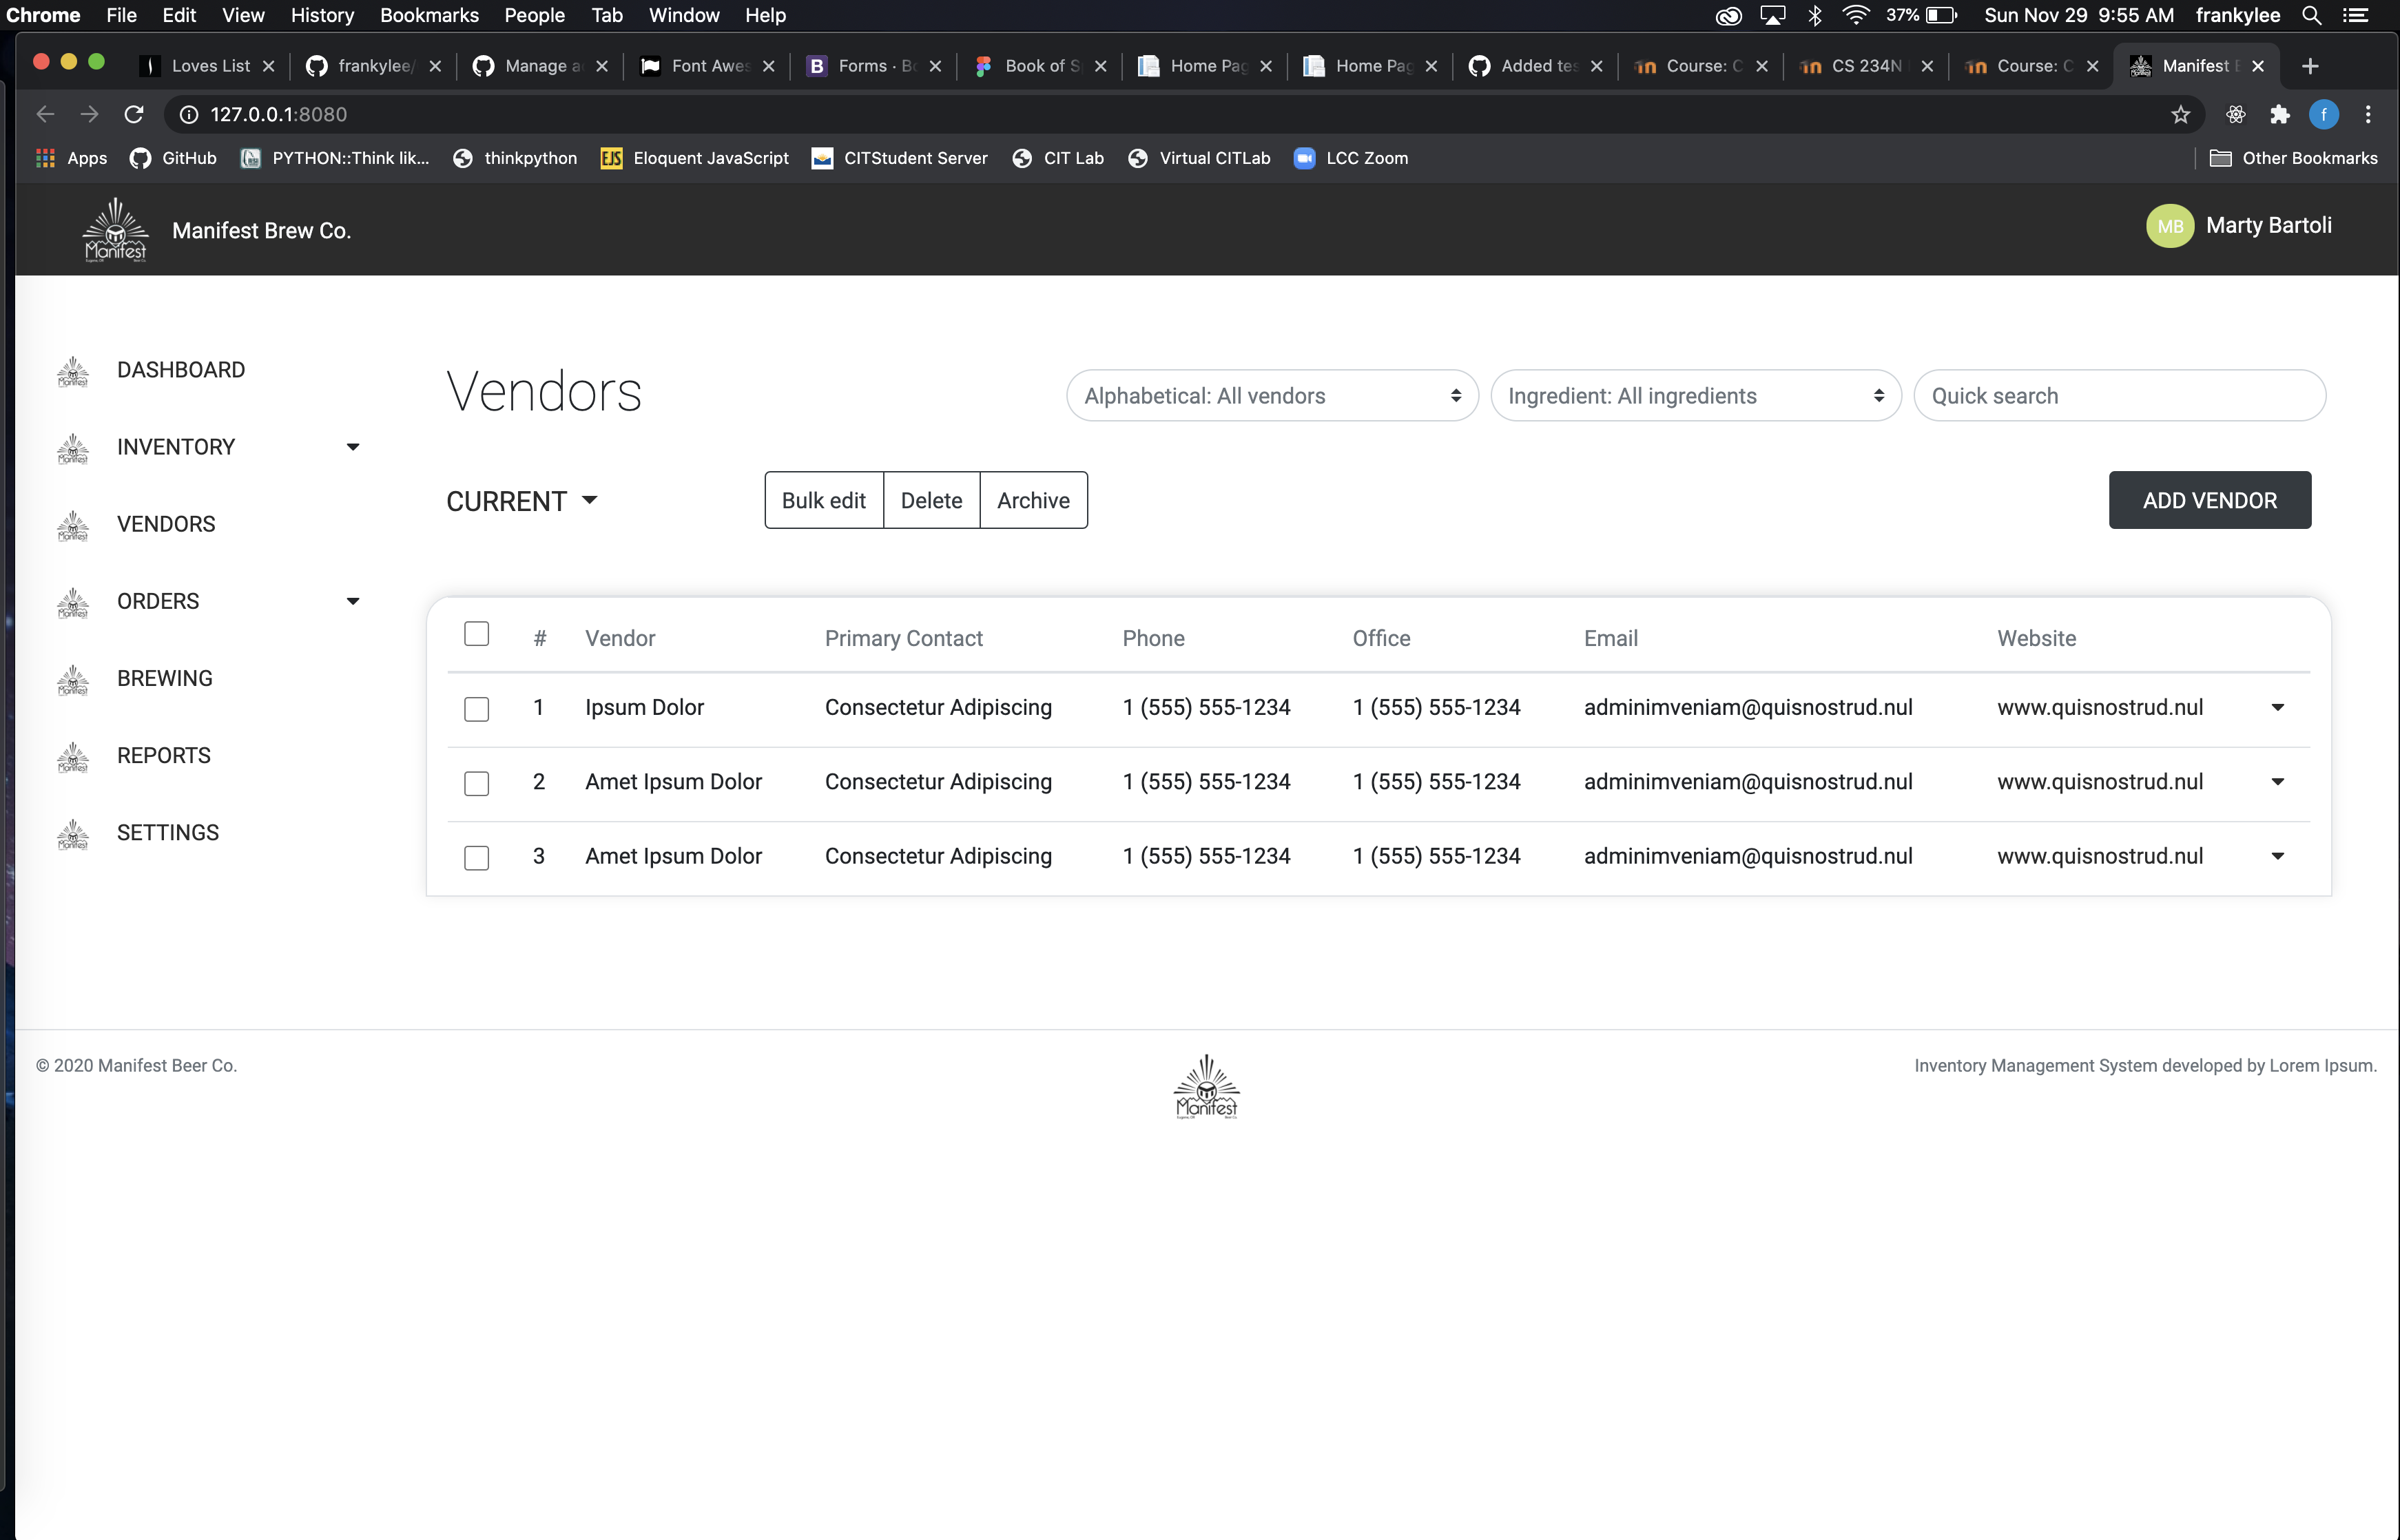 Chrome File Edit View History Bookmarks People Tab Window Help 37% Sun Nov 29 9:55 AM frankylee
Loves List frankylee/ Manage a Font Awes B Forms · Bo Book of S Home Pag Home Pag Added tes Course: C CS 234N Course: C Manifest B
127.0.0.1:8080 f
Apps GitHub PYTHON::Think lik... thinkpython EJS Eloquent JavaScript CITStudent Server CIT Lab Virtual CITLab LCC Zoom Other Bookmarks
Manifest Manifest Brew Co. MB Marty Bartoli
DASHBOARD
INVENTORY
VENDORS
ORDERS
BREWING
REPORTS
SETTINGS
Vendors Alphabetical: All vendors Ingredient: All ingredients Quick search
CURRENT Bulk edit Delete Archive ADD VENDOR
# Vendor Primary Contact Phone Office Email Website
1 Ipsum Dolor Consectetur Adipiscing 1 (555) 555-1234 1 (555) 555-1234 adminimveniam@quisnostrud.nul www.quisnostrud.nul
2 Amet Ipsum Dolor Consectetur Adipiscing 1 (555) 555-1234 1 (555) 555-1234 adminimveniam@quisnostrud.nul www.quisnostrud.nul
3 Amet Ipsum Dolor Consectetur Adipiscing 1 (555) 555-1234 1 (555) 555-1234 adminimveniam@quisnostrud.nul www.quisnostrud.nul
© 2020 Manifest Beer Co. Manifest Inventory Management System developed by Lorem Ipsum.